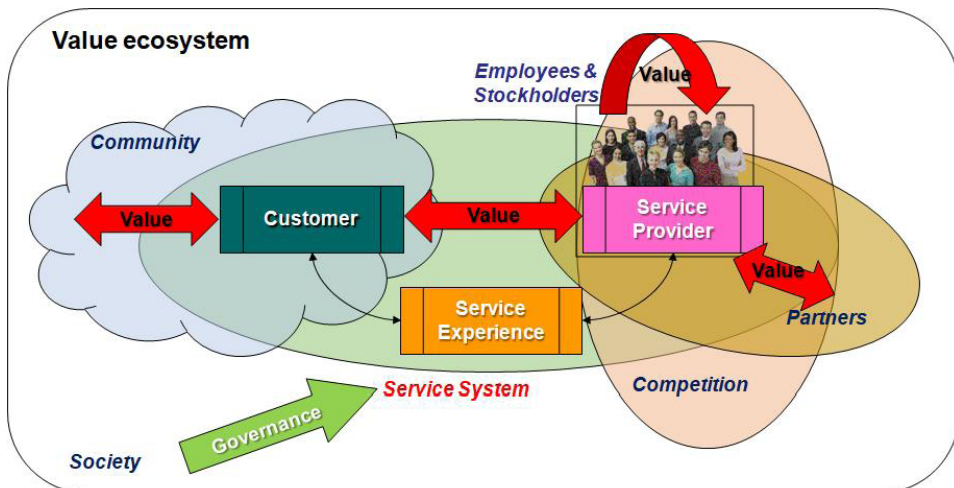 Value ecosystem
Employees &
Stockholders
Value
Community
Value
Customer
Value
Service
Provider
Value
Service
Experience
Partners
Service System
Competition
Governance
Society